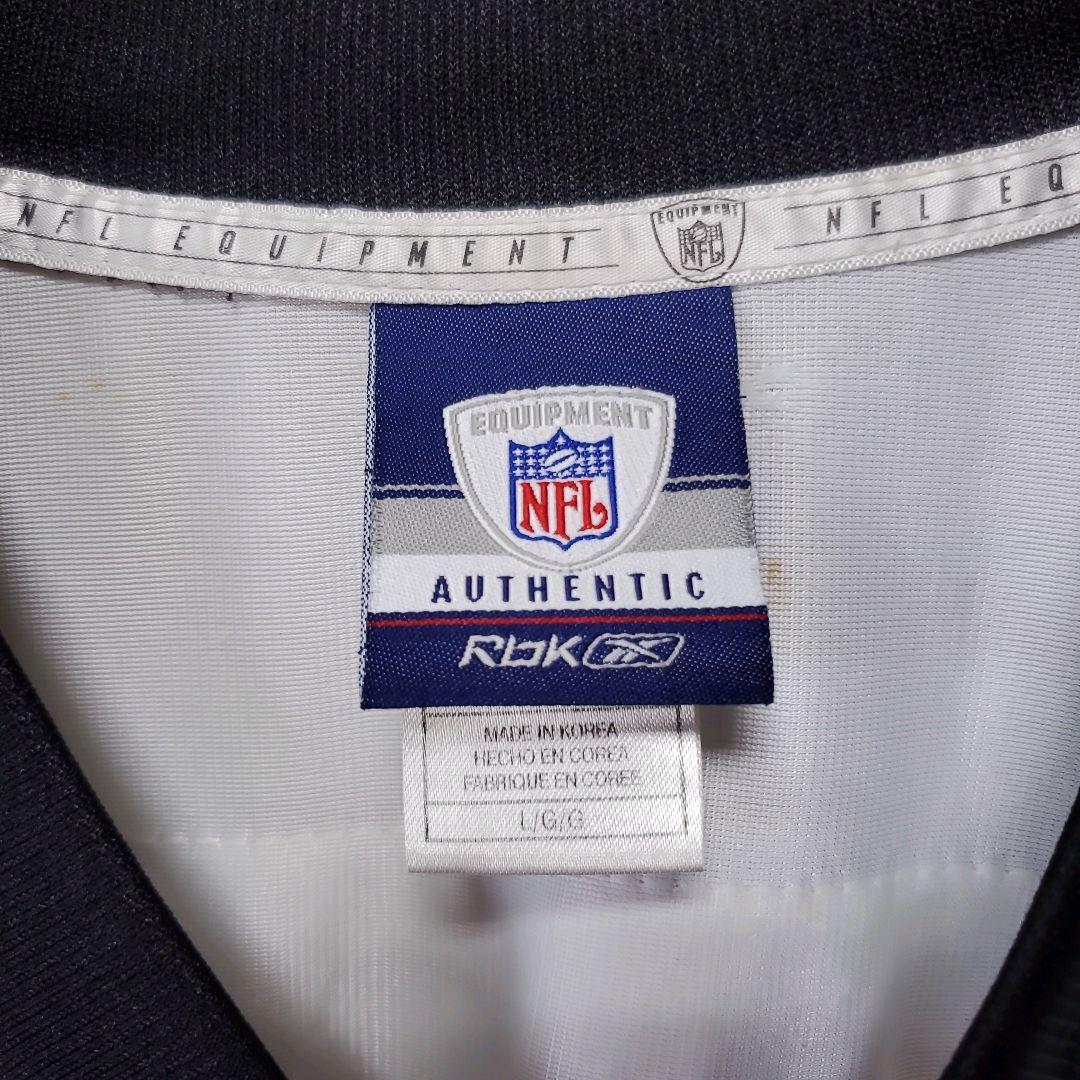 NFL EQUIPMENT
EQUIPMENT
NFL
NFL EQ
EQUIPMENT
NFL
AUTHENTIC
Rbk
MADE IN KOREA
HECHO EN COREA
FABRIQUE EN COREE
L/G/G